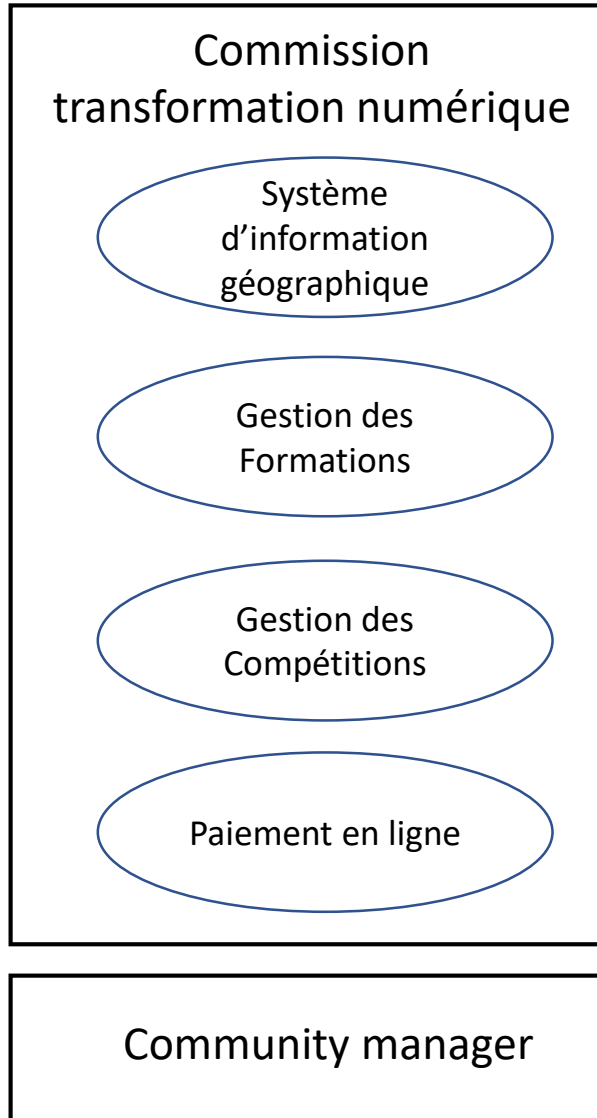 Commission
transformation numérique
Système
d’information
géographique
Gestion des
Formations
Gestion des
Compétitions
Paiement en ligne
Community manager